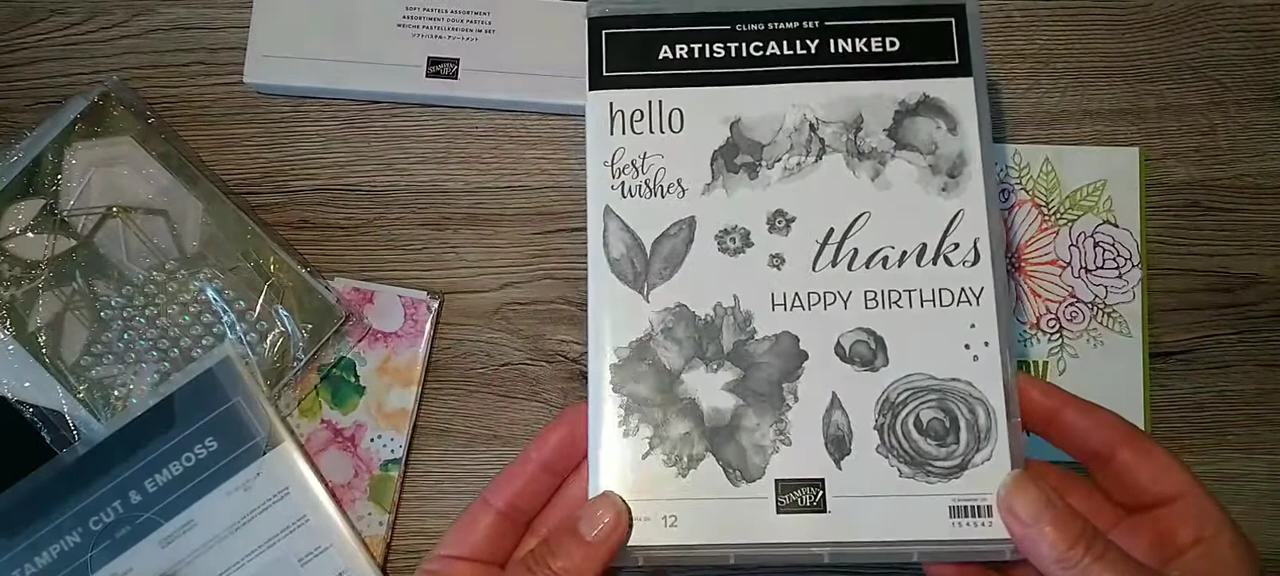 SOFT PASTELS ASSORTMENT
ASSORTIMENT DOUX PASTELS
WEICHE PASTELLKREIDEN IM SET
ソフトパステル・アソートメント
STAMPIN' UP!
CLING STAMP SET
ARTISTICALLY INKED
hello
best
wishes
thanks
HAPPY BIRTHDAY
STAMPIN' UP!
12
154542
TAMPIN' CUT & EMBOSS